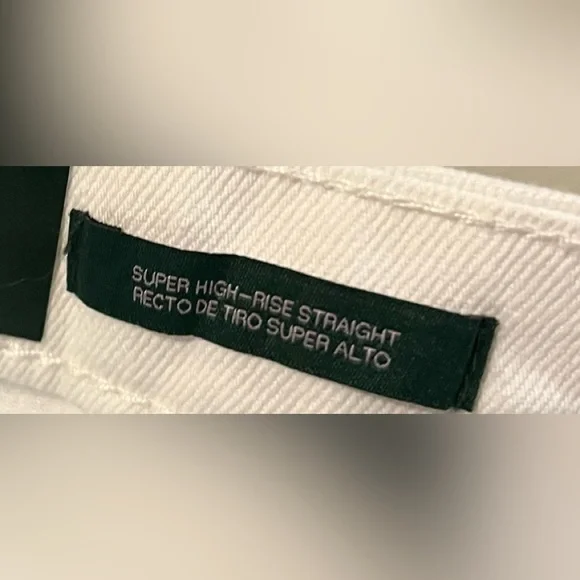 SUPER HIGH-RISE STRAIGHT
RECTO DE TIRO SUPER ALTO